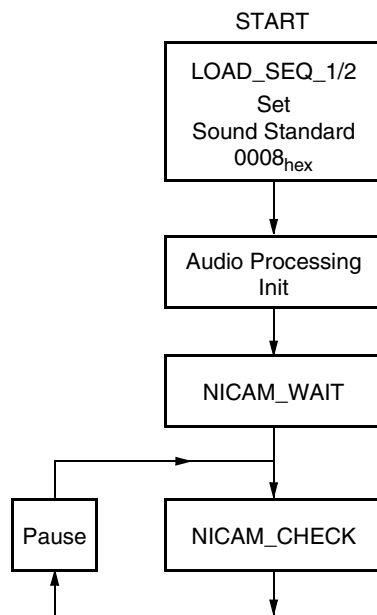 START
LOAD_SEQ_1/2
Set
Sound Standard
0008hex
Audio Processing
Init
NICAM_WAIT
Pause
NICAM_CHECK